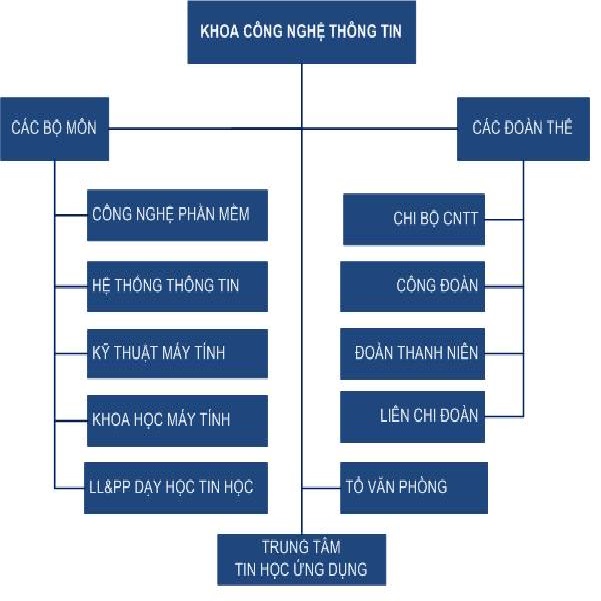 KHOA CÔNG NGHỆ THÔNG TIN
CÁC BỘ MÔN
CÁC ĐOÀN THỂ
CÔNG NGHỆ PHẦN MỀM
CHI BỘ CNTT
HỆ THỐNG THÔNG TIN
CÔNG ĐOÀN
KỸ THUẬT MÁY TÍNH
ĐOÀN THANH NIÊN
KHOA HỌC MÁY TÍNH
LIÊN CHI ĐOÀN
LL&PP DẠY HỌC TIN HỌC
TỔ VĂN PHÒNG
TRUNG TÂM
TIN HỌC ỨNG DỤNG